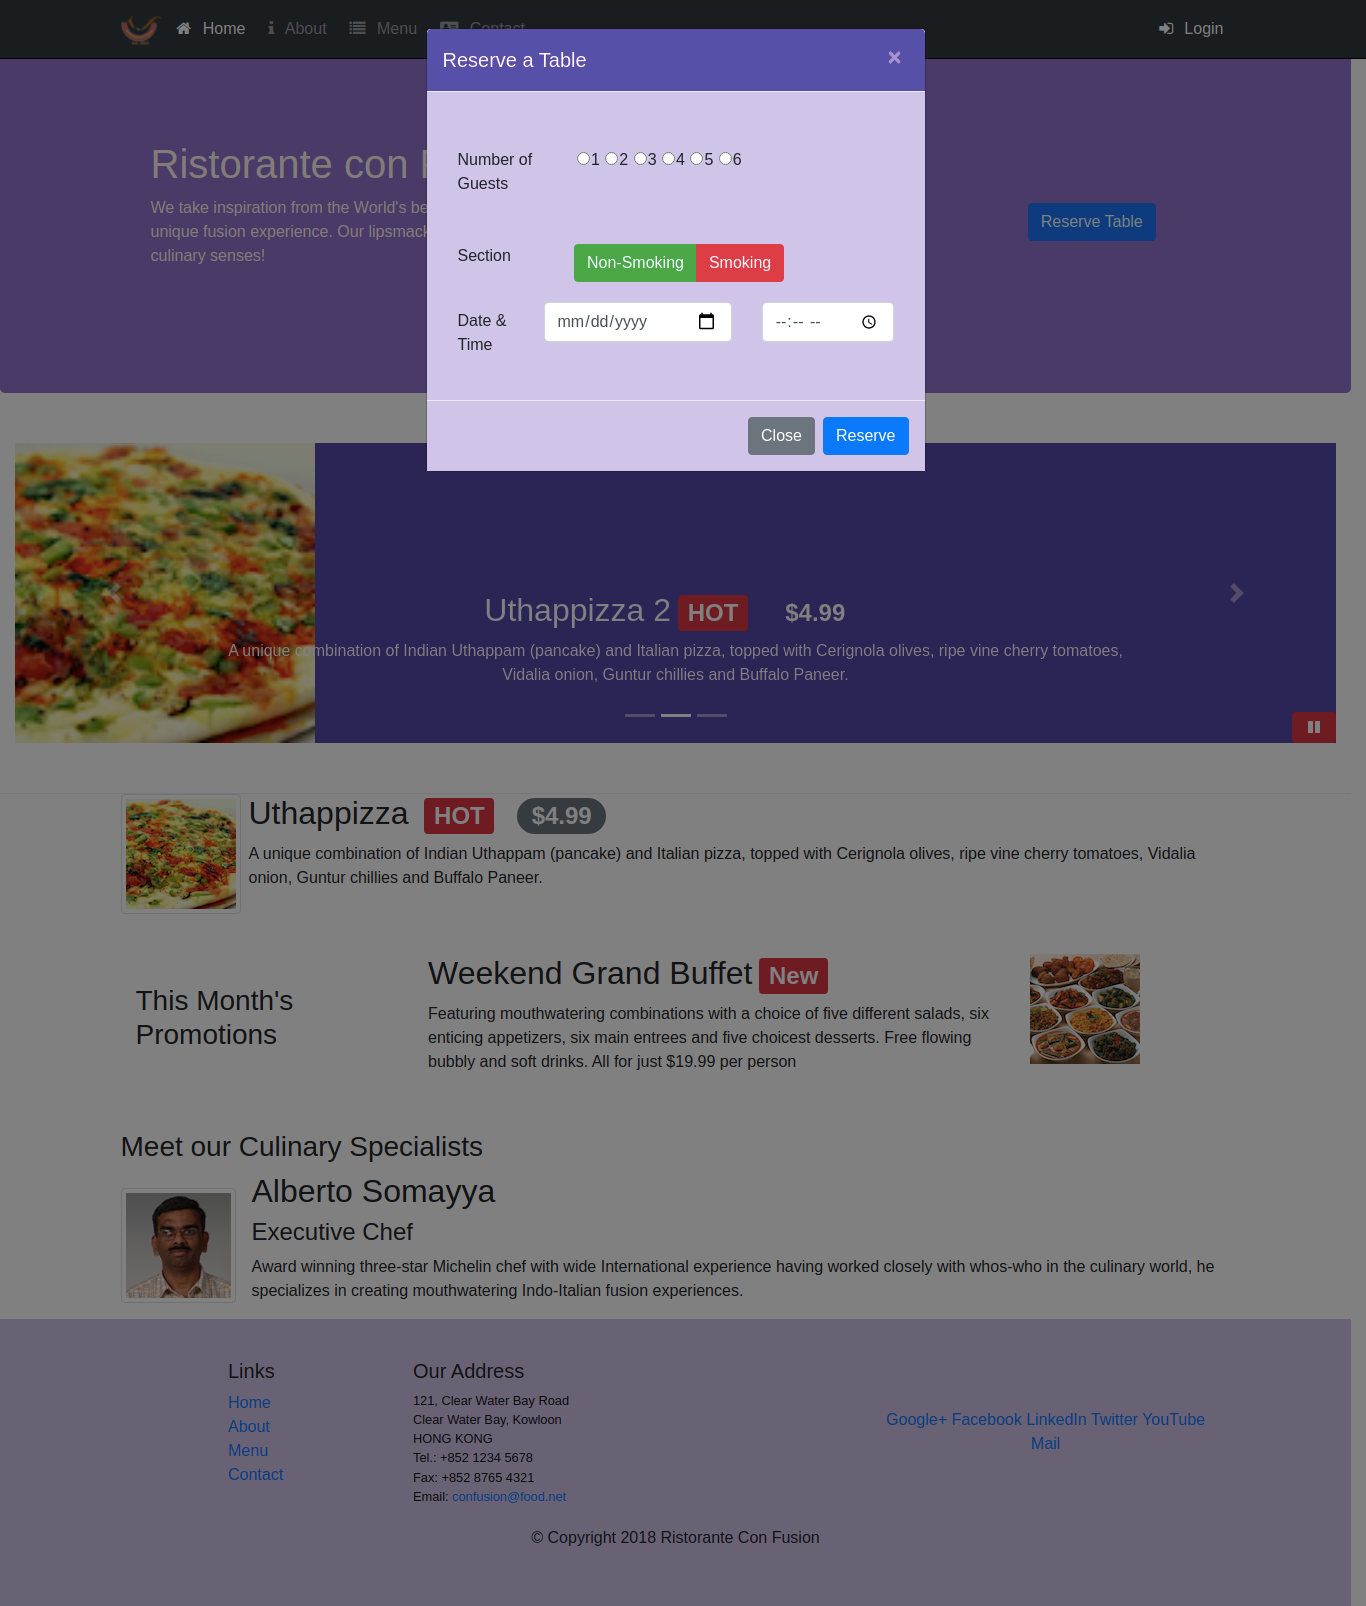 Home About Menu Contact Login
Reserve a Table ×
Ristorante con
We take inspiration from the World's be
unique fusion experience. Our lipsmack
culinary senses!
Reserve Table
Number of
Guests
1 2 3 4 5 6
Section
Non-Smoking Smoking
Date &
Time
mm/dd/yyyy
--:-- --
Close Reserve
Uthappizza 2 HOT $4.99
A unique combination of Indian Uthappam (pancake) and Italian pizza, topped with Cerignola olives, ripe vine cherry tomatoes,
Vidalia onion, Guntur chillies and Buffalo Paneer.
Uthappizza HOT $4.99
A unique combination of Indian Uthappam (pancake) and Italian pizza, topped with Cerignola olives, ripe vine cherry tomatoes, Vidalia
onion, Guntur chillies and Buffalo Paneer.
This Month's
Promotions
Weekend Grand Buffet New
Featuring mouthwatering combinations with a choice of five different salads, six
enticing appetizers, six main entrees and five choicest desserts. Free flowing
bubbly and soft drinks. All for just $19.99 per person
Meet our Culinary Specialists
Alberto Somayya
Executive Chef
Award winning three-star Michelin chef with wide International experience having worked closely with whos-who in the culinary world, he
specializes in creating mouthwatering Indo-Italian fusion experiences.
Links
Home
About
Menu
Contact
Our Address
121, Clear Water Bay Road
Clear Water Bay, Kowloon
HONG KONG
Tel.: +852 1234 5678
Fax: +852 8765 4321
Email: confusion@food.net
Google+ Facebook LinkedIn Twitter YouTube
Mail
© Copyright 2018 Ristorante Con Fusion